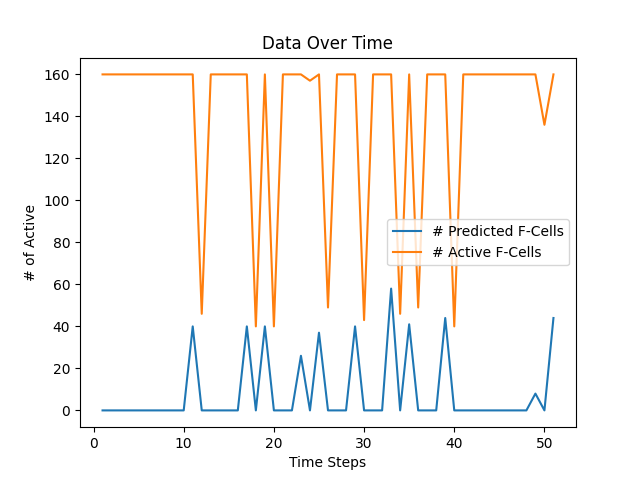 Data Over Time
160
140
120
100
80
60
40
20
0
# of Active
# Predicted F-Cells
# Active F-Cells
0 10 20 30 40 50
Time Steps